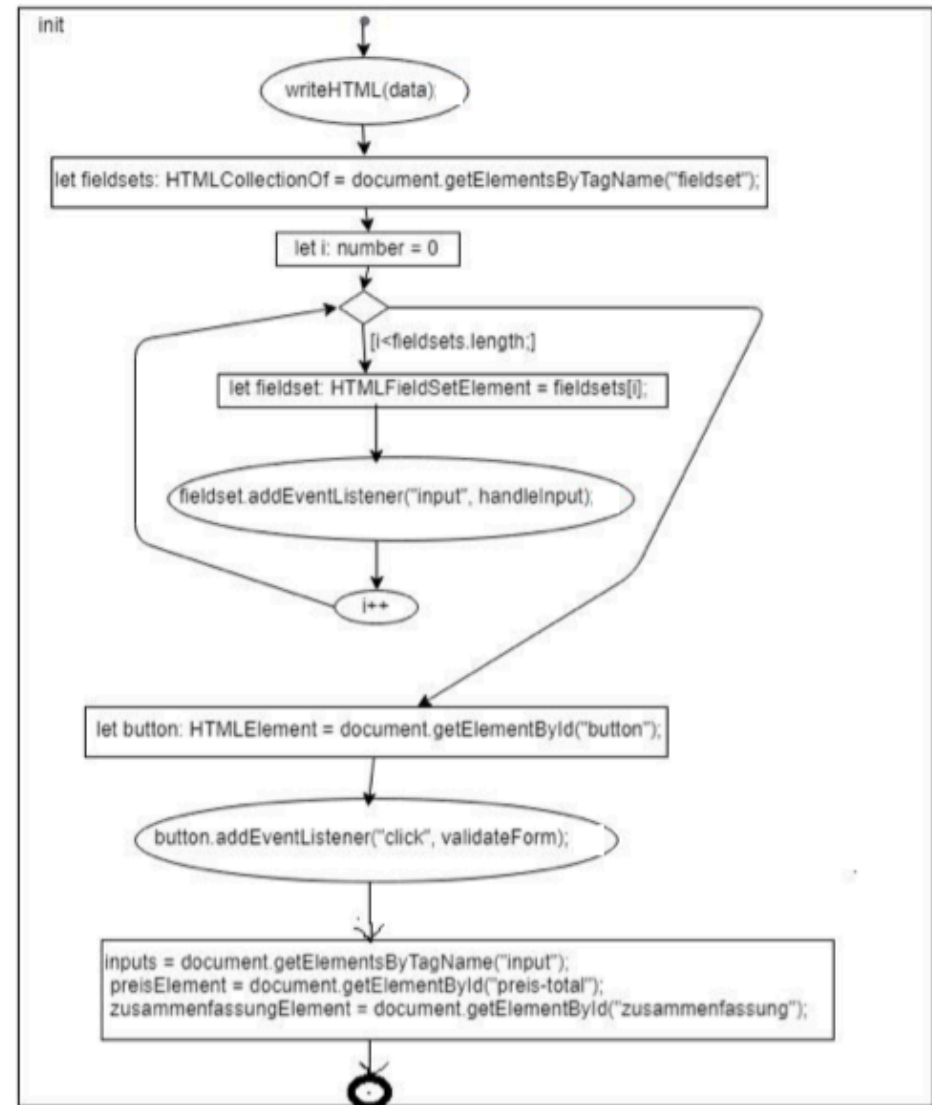 init
writeHTML(data);
let fieldsets: HTMLCollectionOf = document.getElementsByTagName("fieldset");
let i: number = 0
[i<fieldsets.length;]
let fieldset: HTMLFieldSetElement = fieldsets[i];
fieldset.addEventListener("input", handleInput);
i++
let button: HTMLElement = document.getElementById("button");
button.addEventListener("click", validateForm);
inputs = document.getElementsByTagName("input");
preisElement = document.getElementById("preis-total");
zusammenfassungElement = document.getElementById("zusammenfassung");